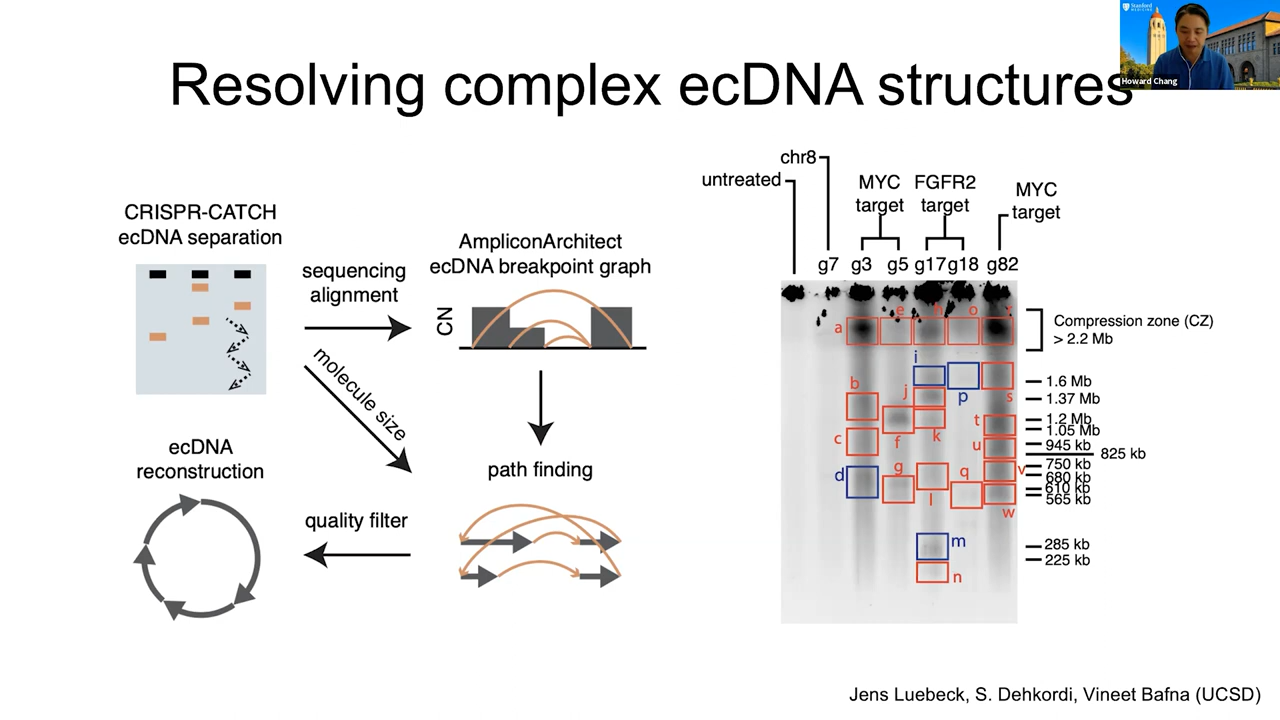 Resolving complex ecDNA structures
Stanford
MEDICINE
Howard Chang
CRISPR-CATCH
ecDNA separation
sequencing
alignment
AmpliconArchitect
ecDNA breakpoint graph
CN
molecule size
path finding
quality filter
ecDNA
reconstruction
untreated
chr8
MYC
target
FGFR2
target
MYC
target
g7
g3
g5
g17
g18
g82
a
e
h
o
r
i
p
s
b
j
c
f
k
t
u
d
g
l
q
v
w
m
n
Compression zone (CZ)
> 2.2 Mb
1.6 Mb
1.37 Mb
1.2 Mb
1.05 Mb
945 kb
825 kb
750 kb
680 kb
610 kb
565 kb
285 kb
225 kb
Jens Luebeck, S. Dehkordi, Vineet Bafna (UCSD)